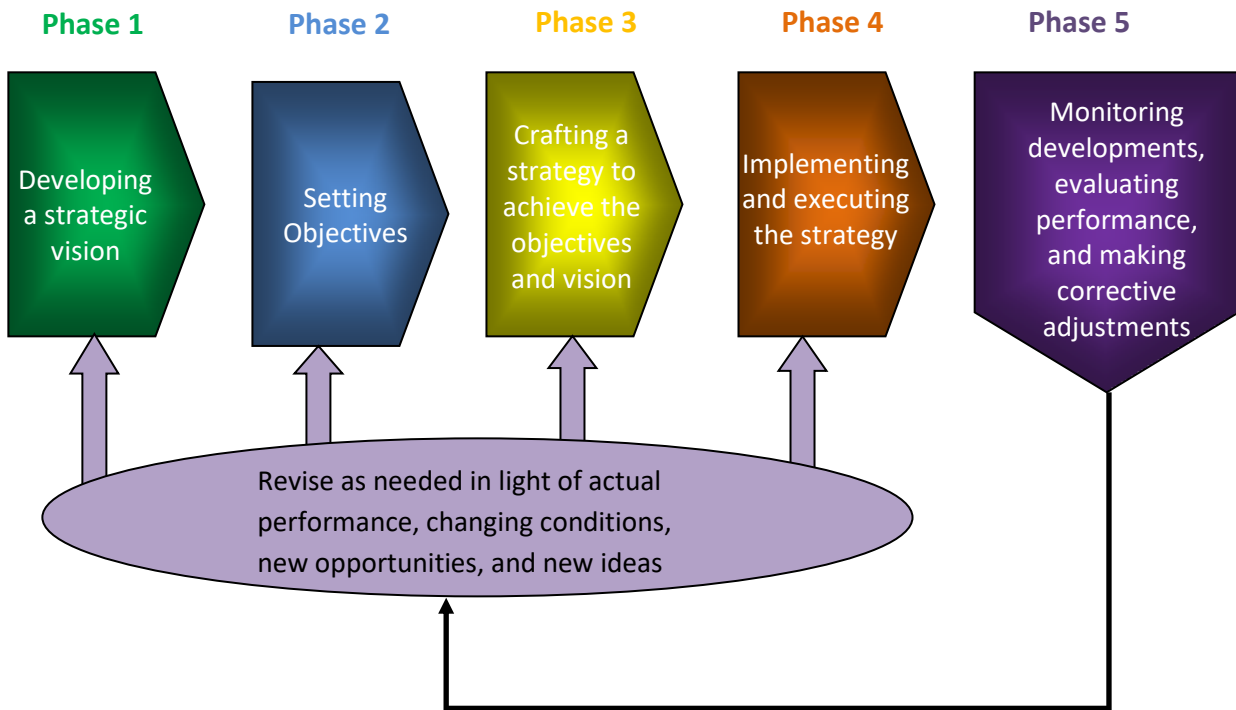 Phase 1
Phase 2
Phase 3
Phase 4
Phase 5
Developing
a strategic
vision
Setting
Objectives
Crafting a
strategy to
achieve the
objectives
and vision
Implementing
and executing
the strategy
Monitoring
developments,
evaluating
performance,
and making
corrective
adjustments
Revise as needed in light of actual
performance, changing conditions,
new opportunities, and new ideas